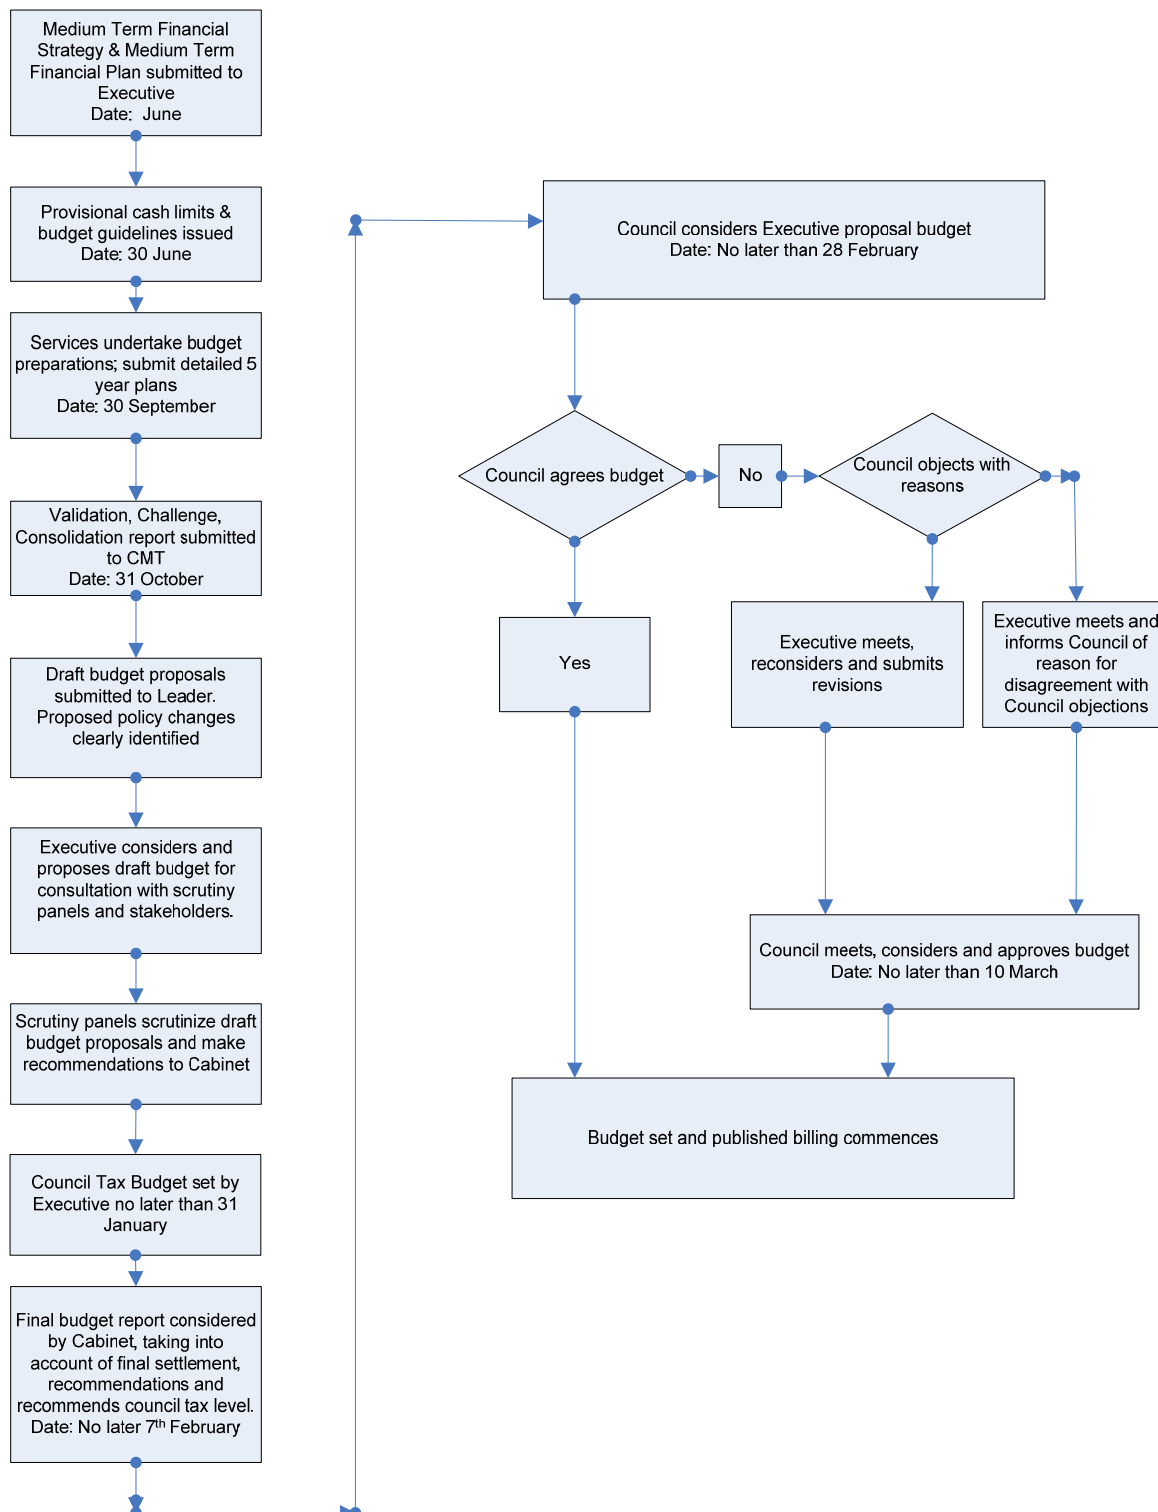 Medium Term Financial
Strategy & Medium Term
Financial Plan submitted to
Executive
Date:  June
Provisional cash limits &
budget guidelines issued
Date: 30 June
Services undertake budget
preparations; submit detailed 5
year plans
Date: 30 September
Validation, Challenge,
Consolidation report submitted
to CMT
Date: 31 October
Draft budget proposals
submitted to Leader.
Proposed policy changes
clearly identified
Executive considers and
proposes draft budget for
consultation with scrutiny
panels and stakeholders.
Scrutiny panels scrutinize draft
budget proposals and make
recommendations to Cabinet
Council Tax Budget set by
Executive no later than 31
January
Final budget report considered
by Cabinet, taking into
account of final settlement,
recommendations and
recommends council tax level.
Date: No later 7th February
Council considers Executive proposal budget
Date: No later than 28 February
Council agrees budget
No
Council objects with
reasons
Yes
Executive meets,
reconsiders and submits
revisions
Executive meets and
informs Council of
reason for
disagreement with
Council objections
Council meets, considers and approves budget
Date: No later than 10 March
Budget set and published billing commences